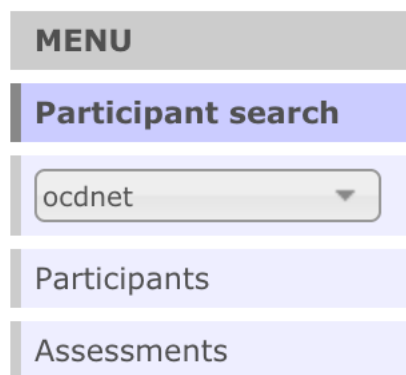 MENU
Participant search
ocdnet
Participants
Assessments